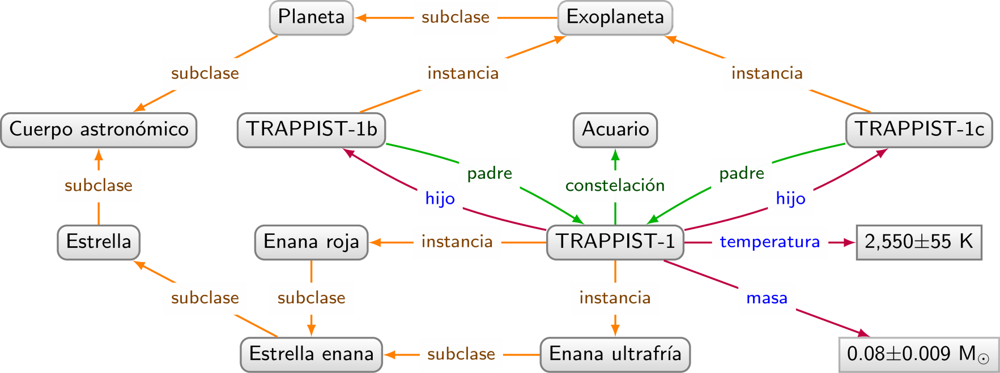 Planeta
subclase
Exoplaneta
subclase
instancia
instancia
Cuerpo astronómico
TRAPPIST-1b
Acuario
TRAPPIST-1c
padre
padre
subclase
constelación
hijo
hijo
Estrella
Enana roja
instancia
TRAPPIST-1
temperatura
2,550±55 K
subclase
subclase
instancia
masa
Estrella enana
subclase
Enana ultrafría
0.08±0.009 M☉